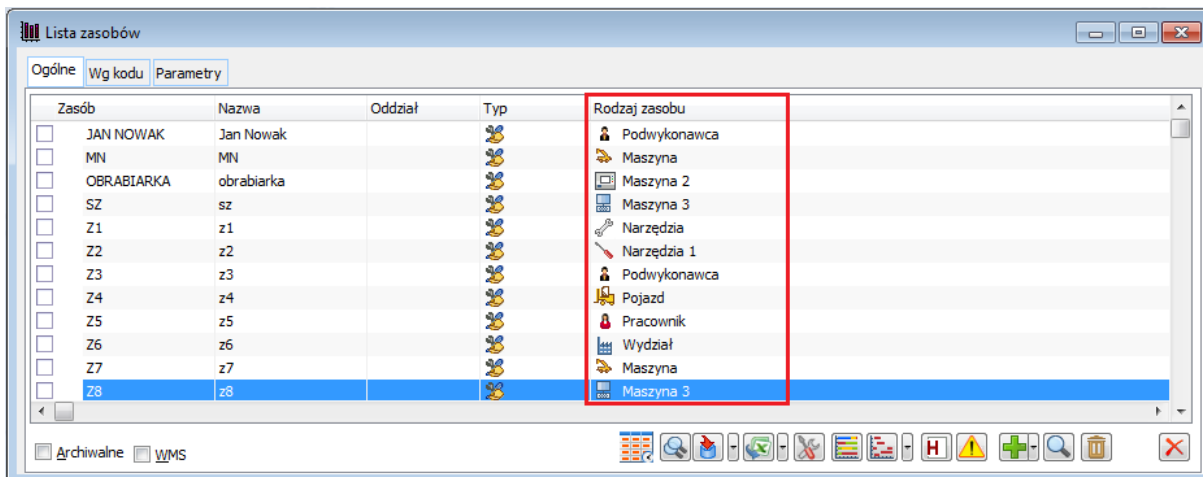 Lista zasobów
Ogólne Wg kodu Parametry
Zasób Nazwa Oddział Typ Rodzaj zasobu
JAN NOWAK Jan Nowak Podwykonawca
MN MN Maszyna
OBRABIARKA obrabiarka Maszyna 2
SZ sz Maszyna 3
Z1 z1 Narzędzia
Z2 z2 Narzędzia 1
Z3 z3 Podwykonawca
Z4 z4 Pojazd
Z5 z5 Pracownik
Z6 z6 Wydział
Z7 z7 Maszyna
Z8 z8 Maszyna 3
Archiwalne WMS H